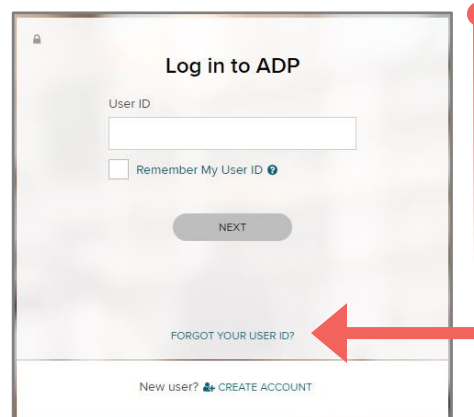 Log in to ADP
User ID
Remember My User ID
NEXT
FORGOT YOUR USER ID?
New user? CREATE ACCOUNT